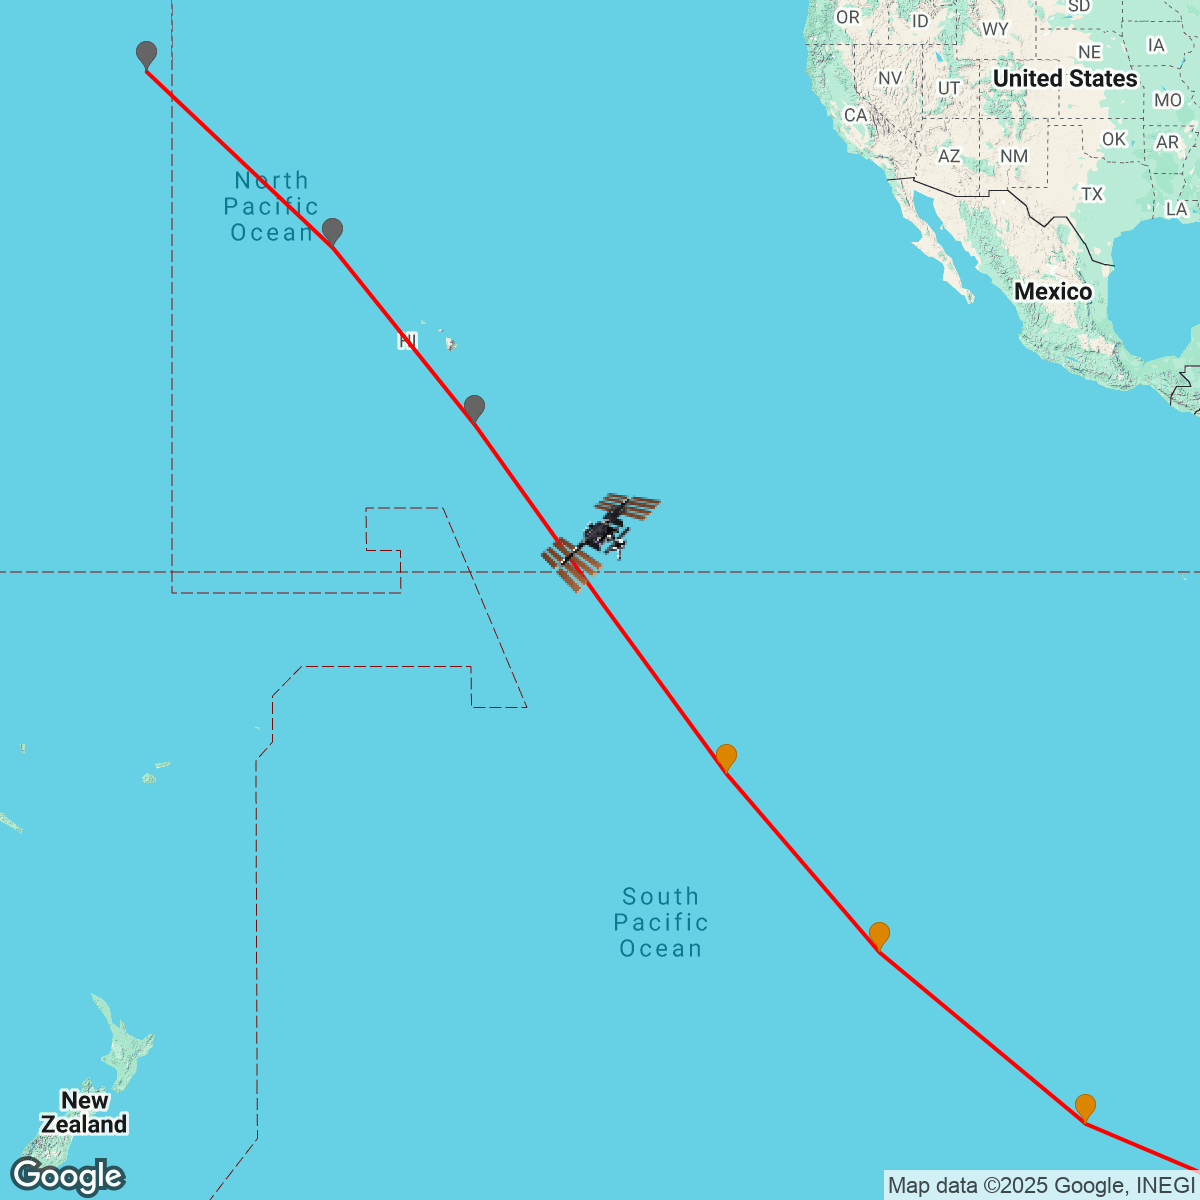 SD
OR
ID
WY
IA
NE
United States
NV
UT
MO
CA
OK
AR
AZ
NM
TX
LA
North
Pacific
Ocean
Mexico
HI
South
Pacific
Ocean
New
Zealand
Google
Map data ©2025 Google, INEGI